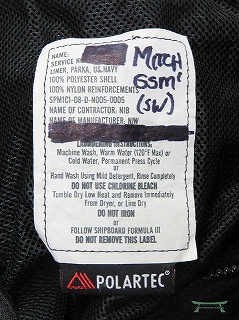 NAME:
SERVICE NO
LINER, PARKA, US.NAVY
100% POLYESTER SHELL
100% NYLON REINFORCEMENTS
SPM1C1-08-D-N005-0005
NAME OF CONTRACTOR: NIB
NAME OF MANUFACTURER: NIW
MITCH
GSM'
(SW)
LAUNDERING INSTRUCTIONS:
Machine Wash, Warm Water (120°F Max) or
Cold Water, Permanent Press Cycle
or
Hand Wash Using Mild Detergent, Rinse Completely
DO NOT USE CHLORINE BLEACH
Tumble Dry Low Heat and Remove Immediately
From Dryer, or Line Dry
DO NOT IRON
or
FOLLOW SHIPBOARD FORMULA III
DO NOT REMOVE THIS LABEL
POLARTEC®